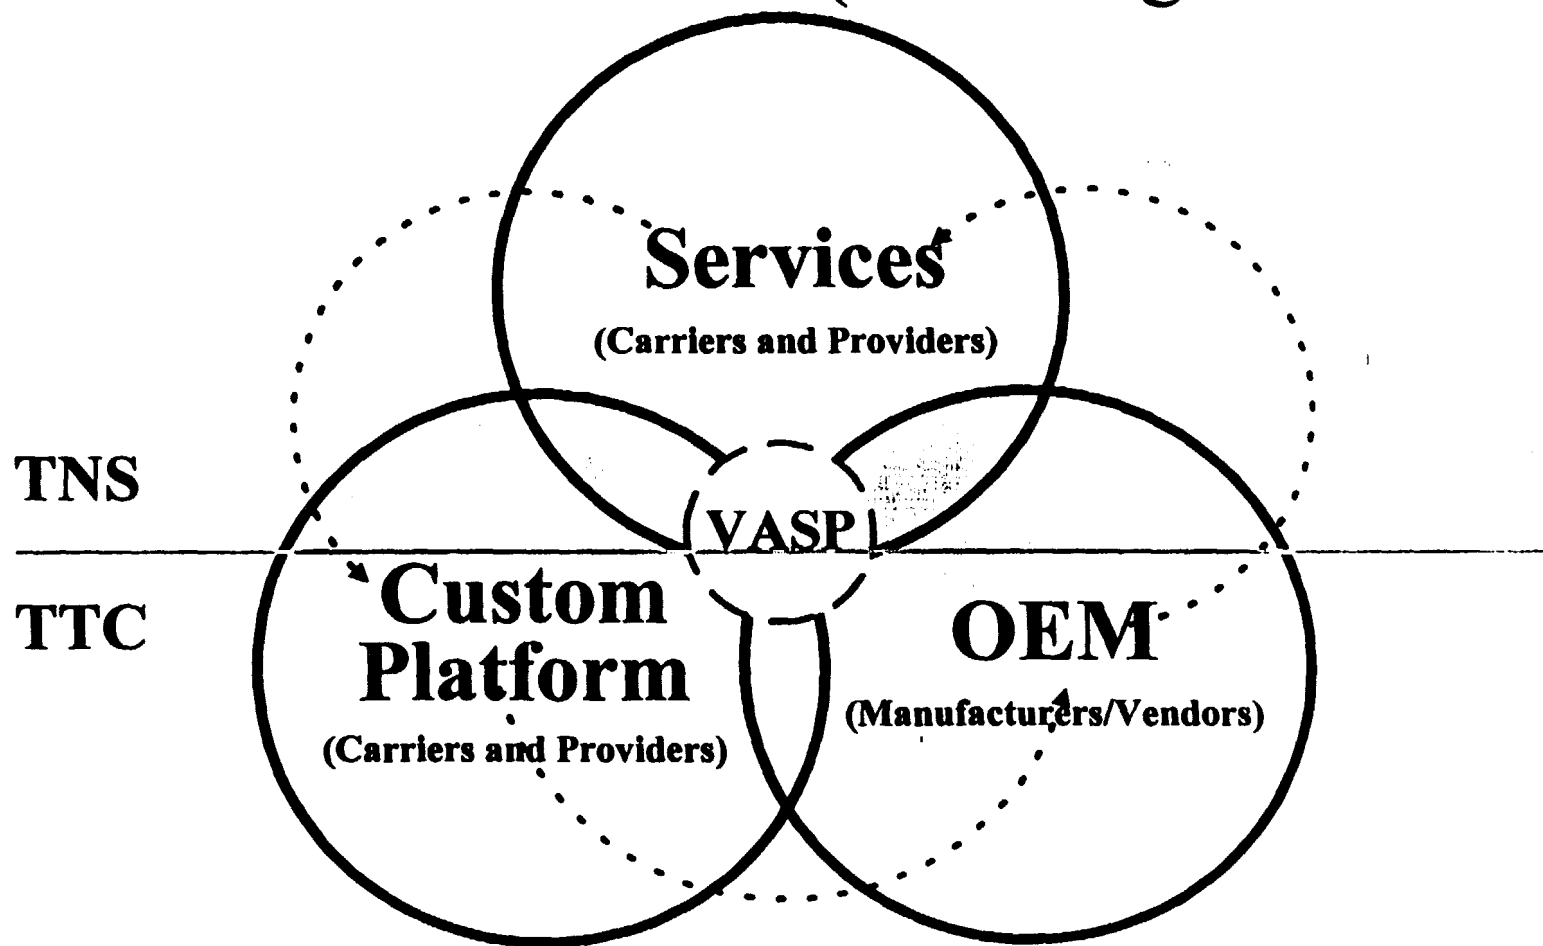 Services
(Carriers and Providers)
TNS
VASP
TTC
Custom
Platform
(Carriers and Providers)
OEM
(Manufacturers/Vendors)